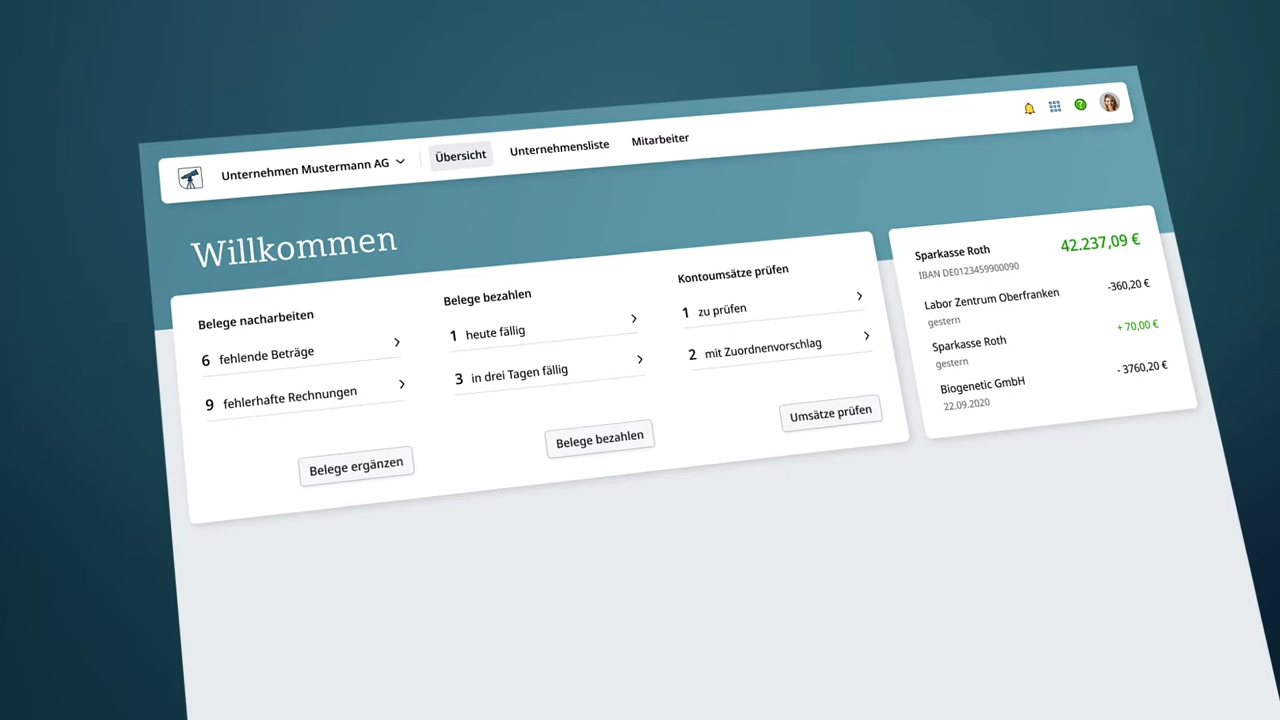 Unternehmen Mustermann AG
Übersicht
Unternehmensliste
Mitarbeiter
?
Willkommen
Belege nacharbeiten
6 fehlende Beträge
9 fehlerhafte Rechnungen
Belege ergänzen
Belege bezahlen
1 heute fällig
3 in drei Tagen fällig
Belege bezahlen
Kontoumsätze prüfen
1 zu prüfen
2 mit Zuordnenvorschlag
Umsätze prüfen
Sparkasse Roth 42.237,09 €
IBAN DE0123459900090
Labor Zentrum Oberfranken -360,20 €
gestern
Sparkasse Roth + 70,00 €
gestern
Biogenetic GmbH - 3760,20 €
22.09.2020